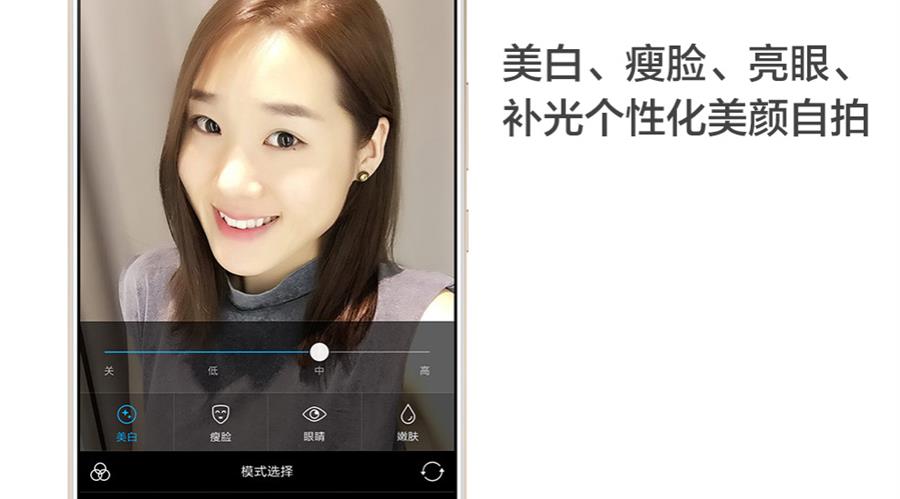 美白、瘦脸、亮眼、
补光个性化美颜自拍
关 低 中 高
美白 瘦脸 眼睛 嫩肤
模式选择